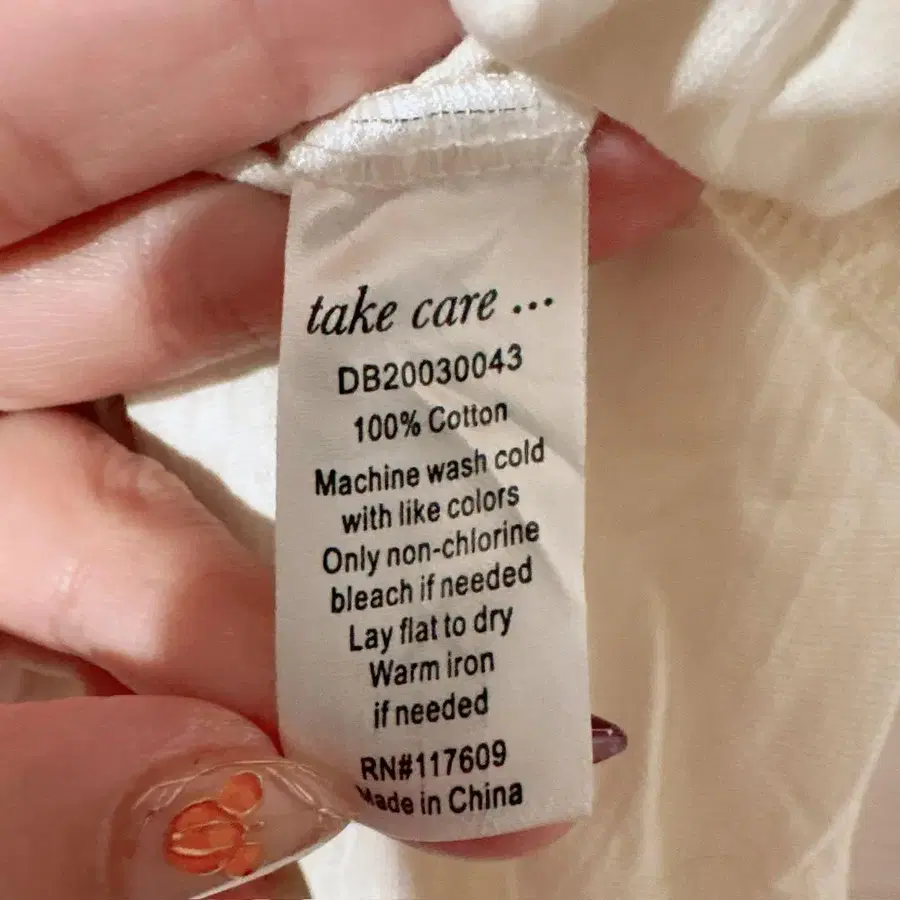 take care ...
DB20030043
100% Cotton
Machine wash cold
with like colors
Only non-chlorine
bleach if needed
Lay flat to dry
Warm iron
if needed
RN#117609
Made in China